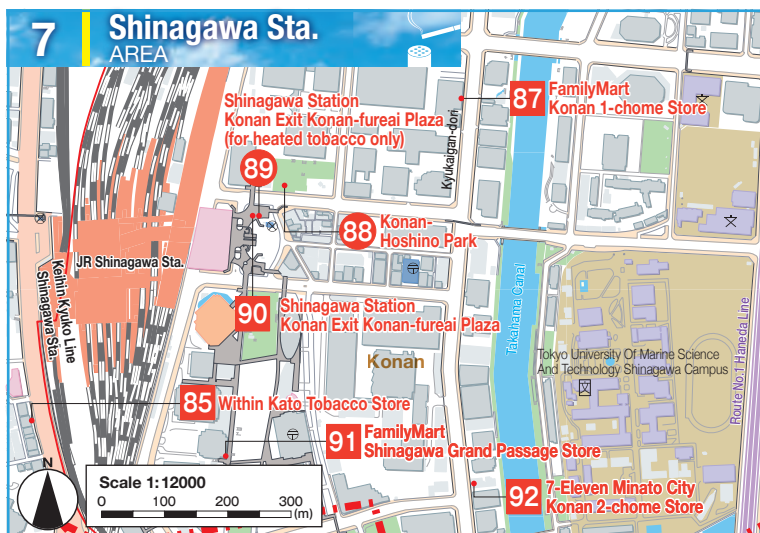 7
Shinagawa Sta.
AREA
87
FamilyMart
Konan 1-chome Store
Shinagawa Station
Konan Exit Konan-fureai Plaza
(for heated tobacco only)
89
Kyukaigan-dori
88
Konan-
Hoshino Park
JR Shinagawa Sta.
Keihin-Kyuko Line
Shinagawa Sta.
90
Shinagawa Station
Konan Exit Konan-fureai Plaza
Takahama Canal
Konan
Tokyo University Of Marine Science
And Technology Shinagawa Campus
Route No.1 Haneda Line
85
Within Kato Tobacco Store
91
FamilyMart
Shinagawa Grand Passage Store
92
7-Eleven Minato City
Konan 2-chome Store
N
Scale 1:12000
0 100 200 300
(m)